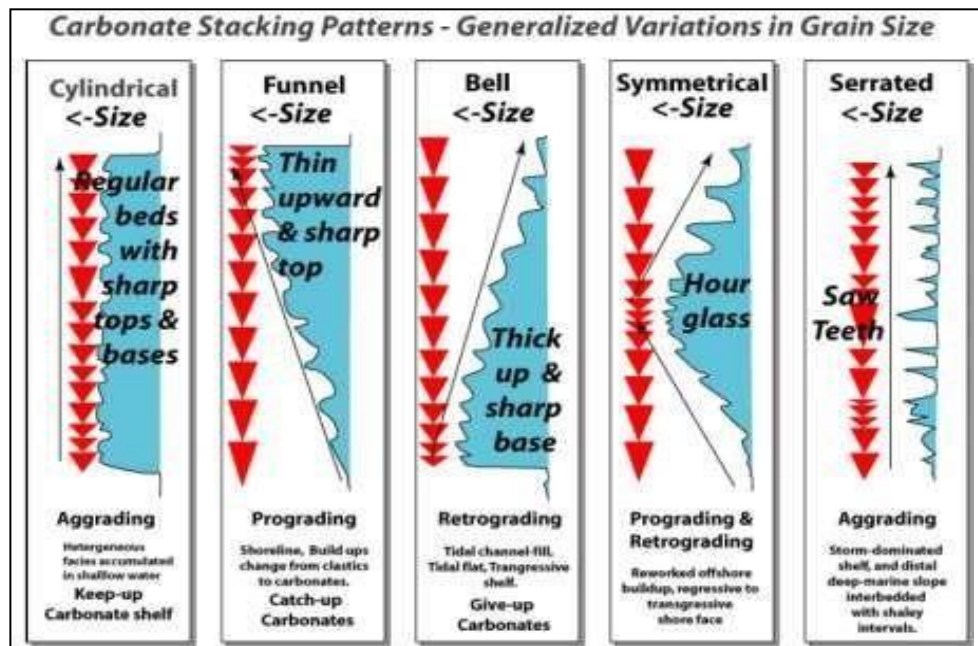 Carbonate Stacking Patterns - Generalized Variations in Grain Size
Cylindrical
<-Size
Regular
beds
with
sharp
tops &
bases
Aggrading
Hetergeneous
facies accumulated
in shalllow water
Keep-up
Carbonate shelf
Funnel
<-Size
Thin
upward
& sharp
top
Prograding
Shoreline, Build ups
change from clastics
to carbonates.
Catch-up
Carbonates
Bell
<-Size
Thick
up &
sharp
base
Retrograding
Tidal channel-fill,
Tidal flat, Trangressive
shelf.
Give-up
Carbonates
Symmetrical
<-Size
Hour
glass
Prograding &
Retrograding
Reworked offshore
buildup, regressive to
transgressive
shore face
Serrated
<-Size
Saw
Teeth
Aggrading
Storm-dominated
shelf, and distal
deep-marine slope
interbedded
with shaley
intervals.